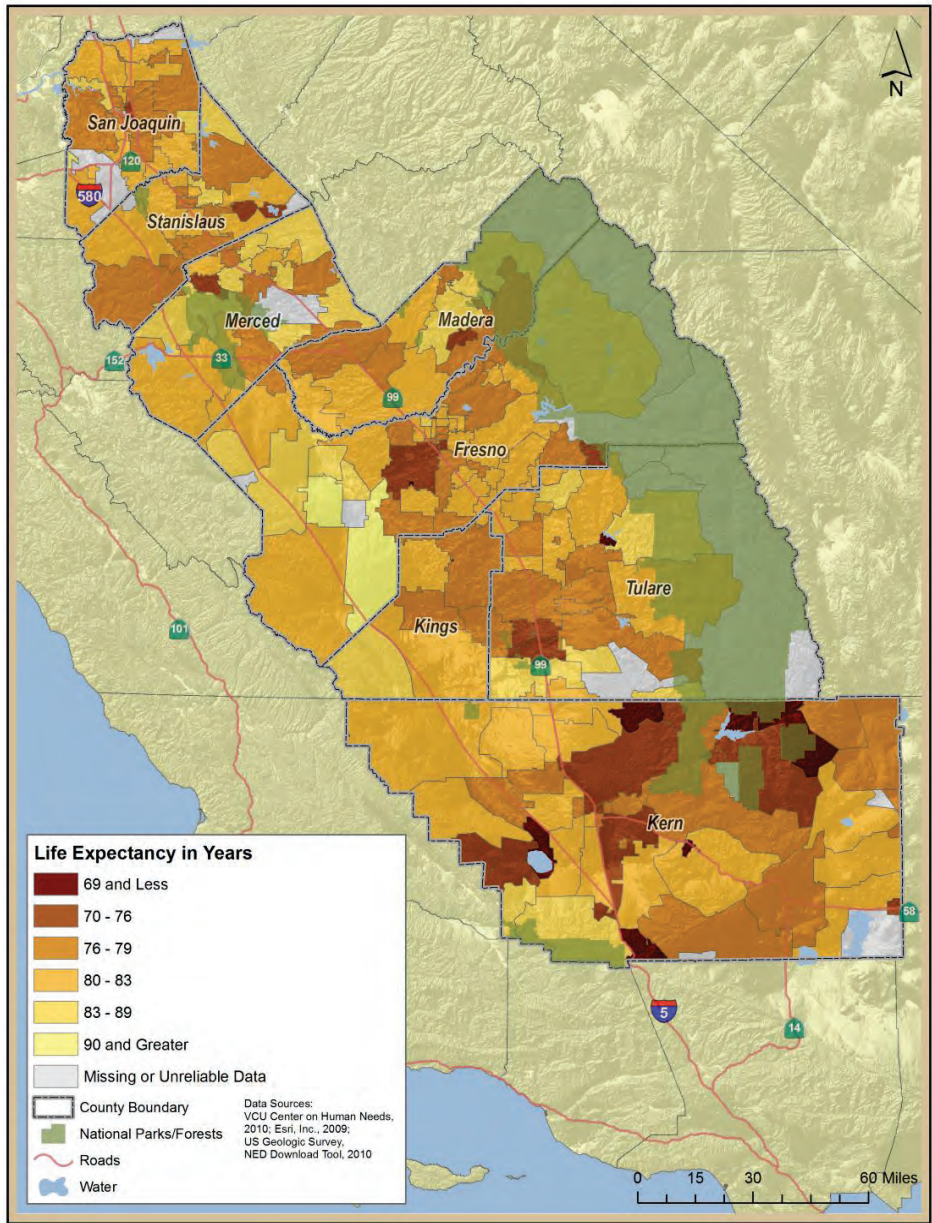 N
San Joaquin
120
580
Stanislaus
Merced
Madera
152
33
99
Fresno
Tulare
101
Kings
99
Kern
58
5
14
Life Expectancy in Years
69 and Less
70 - 76
76 - 79
80 - 83
83 - 89
90 and Greater
Missing or Unreliable Data
County Boundary
National Parks/Forests
Roads
Water
Data Sources:
VCU Center on Human Needs,
2010; Esri, Inc., 2009;
US Geologic Survey,
NED Download Tool, 2010
0 15 30 60 Miles